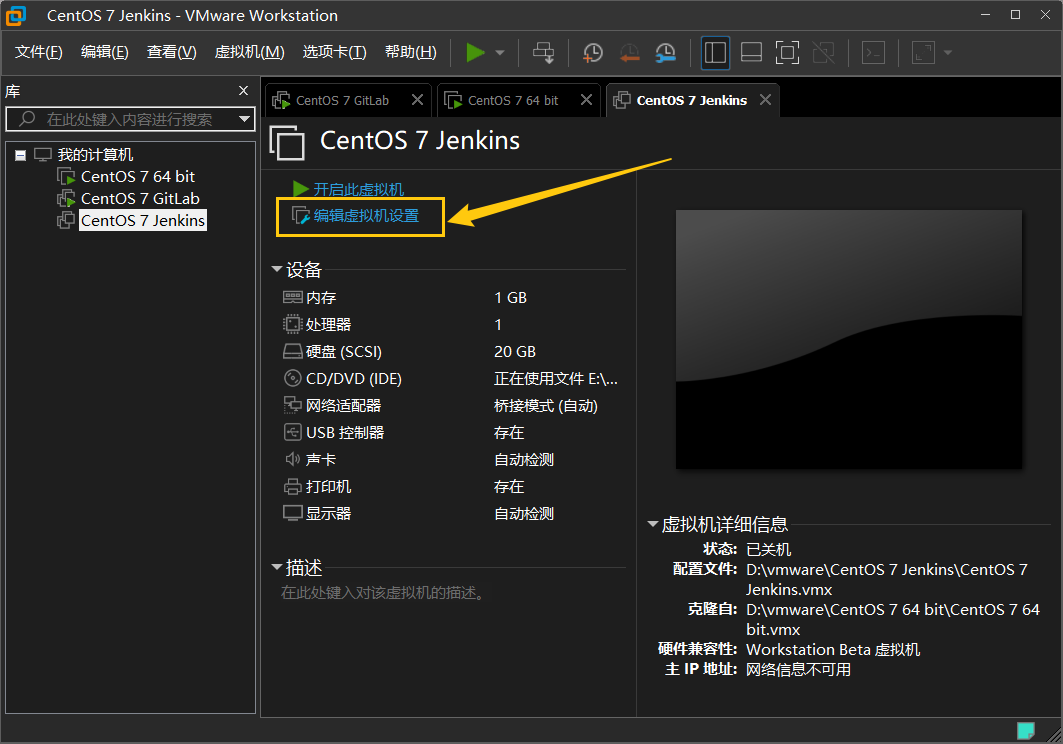 CentOS 7 Jenkins - VMware Workstation
文件(F) 编辑(E) 查看(V) 虚拟机(M) 选项卡(T) 帮助(H)
库
在此处键入内容进行搜索
我的计算机
CentOS 7 64 bit
CentOS 7 GitLab
CentOS 7 Jenkins
CentOS 7 GitLab CentOS 7 64 bit CentOS 7 Jenkins
CentOS 7 Jenkins
开启此虚拟机
编辑虚拟机设置
设备
内存 1 GB
处理器 1
硬盘 (SCSI) 20 GB
CD/DVD (IDE) 正在使用文件 E:\...
网络适配器 桥接模式 (自动)
USB 控制器 存在
声卡 自动检测
打印机 存在
显示器 自动检测
描述
在此处键入对该虚拟机的描述。
虚拟机详细信息
状态: 已关机
配置文件: D:\vmware\CentOS 7 Jenkins\CentOS 7
Jenkins.vmx
克隆自: D:\vmware\CentOS 7 64 bit\CentOS 7 64
bit.vmx
硬件兼容性: Workstation Beta 虚拟机
主 IP 地址: 网络信息不可用